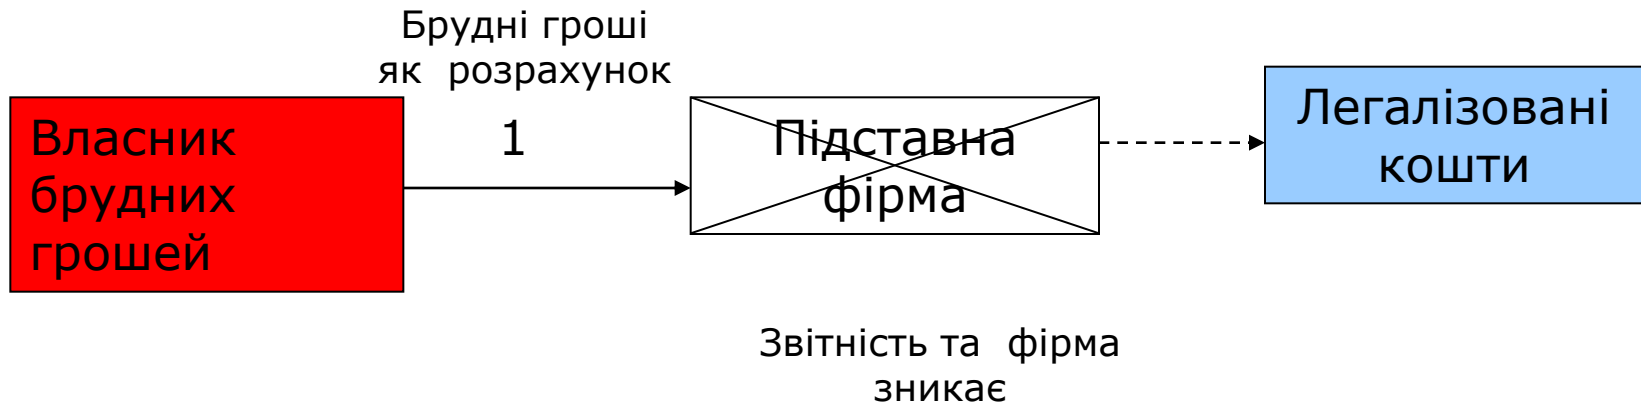 Брудні гроші
як розрахунок
Власник
брудних
грошей
1
Підставна
фірма
Легалізовані
кошти
Звітність та фірма
зникає